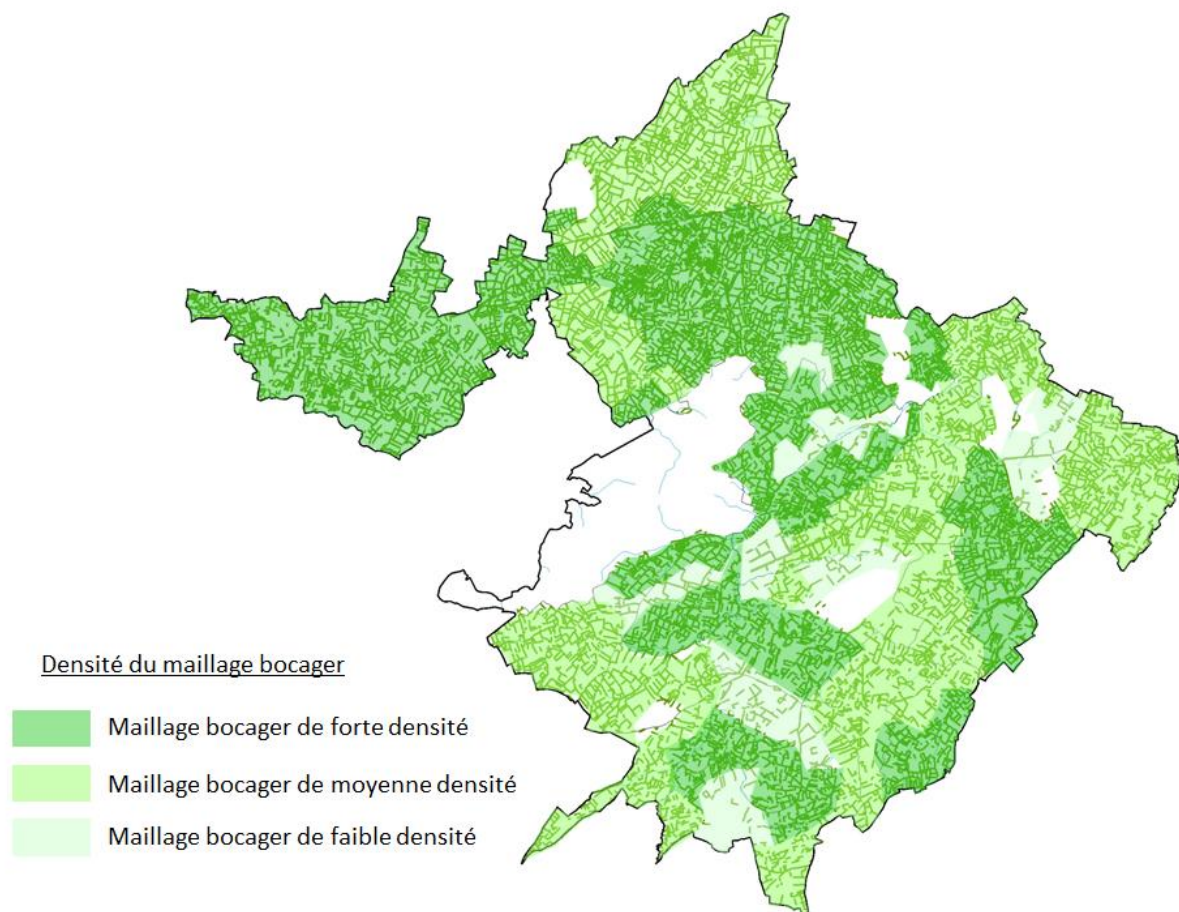 Densité du maillage bocager
Maillage bocager de forte densité
Maillage bocager de moyenne densité
Maillage bocager de faible densité